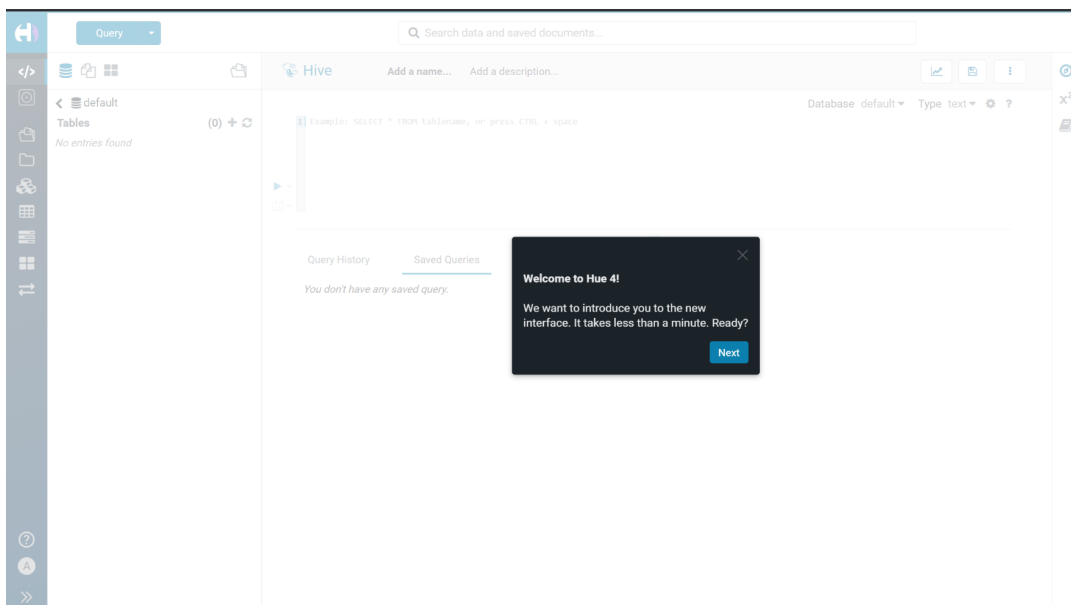 Query
Search data and saved documents...
Hive
Add a name...
Add a description...
default
Tables
(0)
No entries found
Database default
Type text
?
1
Example: SELECT * FROM tablename, or press CTRL + space
Query History
Saved Queries
You don't have any saved query.
Welcome to Hue 4!
We want to introduce you to the new
interface. It takes less than a minute. Ready?
Next
?
A